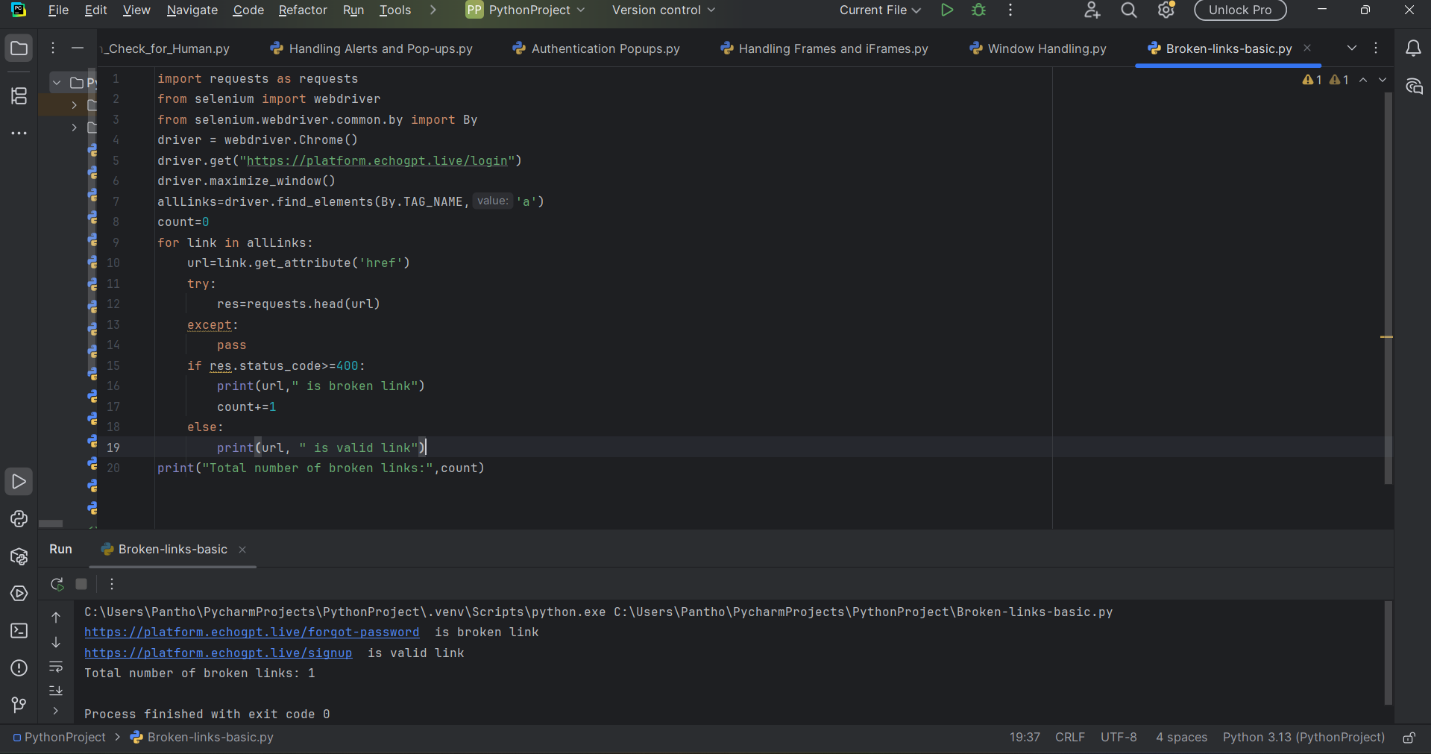 File Edit View Navigate Code Refactor Run Tools PP PythonProject Version control Current File Unlock Pro
_Check_for_Human.py Handling Alerts and Pop-ups.py Authentication Popups.py Handling Frames and iFrames.py Window Handling.py Broken-links-basic.py
1 import requests as requests
1 1
2 from selenium import webdriver
3 from selenium.webdriver.common.by import By
4 driver = webdriver.Chrome()
5 driver.get("https://platform.echogpt.live/login")
6 driver.maximize_window()
7 allLinks=driver.find_elements(By.TAG_NAME, value: 'a')
8 count=0
9 for link in allLinks:
10 url=link.get_attribute('href')
11 try:
12 res=requests.head(url)
13 except:
14 pass
15 if res.status_code>=400:
16 print(url," is broken link")
17 count+=1
18 else:
19 print(url, " is valid link")
20 print("Total number of broken links:",count)
Run Broken-links-basic
C:\Users\Pantho\PycharmProjects\PythonProject\.venv\Scripts\python.exe C:\Users\Pantho\PycharmProjects\PythonProject\Broken-links-basic.py
https://platform.echogpt.live/forgot-password is broken link
https://platform.echogpt.live/signup is valid link
Total number of broken links: 1
Process finished with exit code 0
PythonProject Broken-links-basic.py 19:37 CRLF UTF-8 4 spaces Python 3.13 (PythonProject)